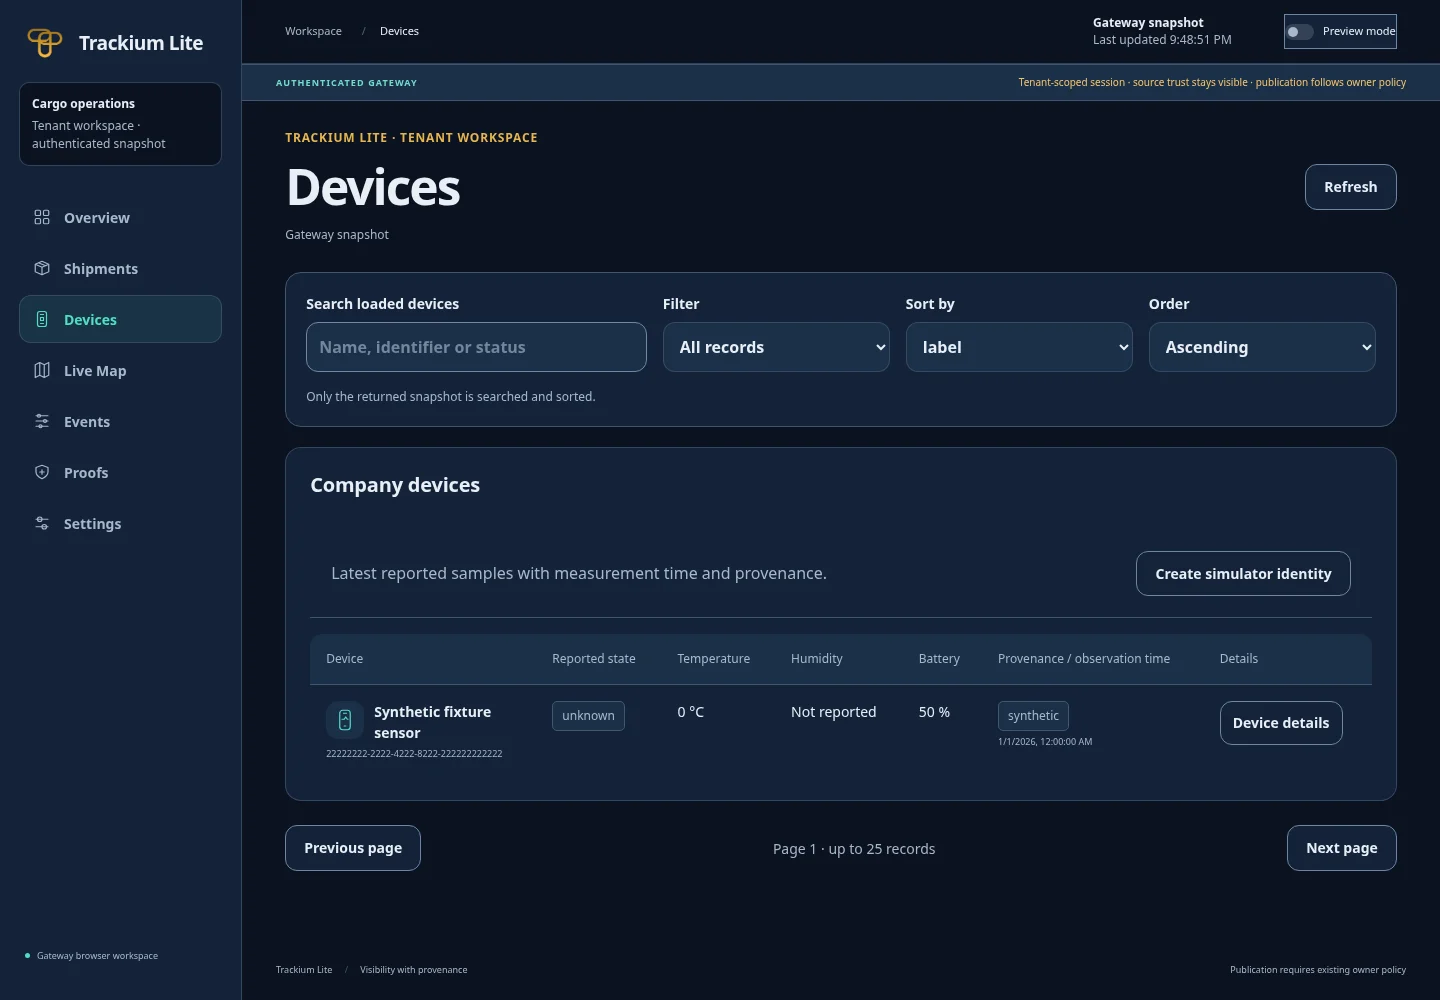 Trackium Lite
Cargo operations
Tenant workspace ·
authenticated snapshot
Overview
Shipments
Devices
Live Map
Events
Proofs
Settings
Gateway browser workspace
Workspace / Devices
Gateway snapshot
Last updated 9:48:51 PM
Preview mode
AUTHENTICATED GATEWAY
Tenant-scoped session · source trust stays visible · publication follows owner policy
TRACKIUM LITE · TENANT WORKSPACE
Devices
Refresh
Gateway snapshot
Search loaded devices
Filter
Sort by
Order
Name, identifier or status
All records
label
Ascending
Only the returned snapshot is searched and sorted.
Company devices
Latest reported samples with measurement time and provenance.
Create simulator identity
Device
Reported state
Temperature
Humidity
Battery
Provenance / observation time
Details
Synthetic fixture
sensor
22222222-2222-4222-8222-222222222222
unknown
0 °C
Not reported
50 %
synthetic
1/1/2026, 12:00:00 AM
Device details
Previous page
Page 1 · up to 25 records
Next page
Trackium Lite / Visibility with provenance
Publication requires existing owner policy